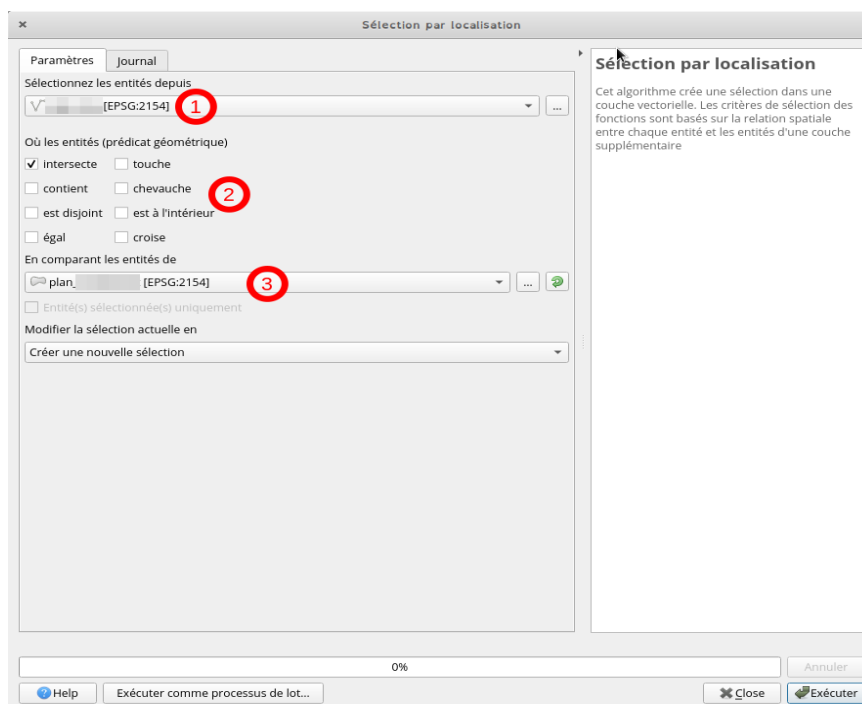 Sélection par localisation
Paramètres
Journal
Sélectionnez les entités depuis
[EPSG:2154]
1
...
Où les entités (prédicat géométrique)
intersecte
touche
contient
chevauche
2
est disjoint
est à l'intérieur
égal
croise
En comparant les entités de
plan_ [EPSG:2154]
3
...
Entité(s) sélectionnée(s) uniquement
Modifier la sélection actuelle en
Créer une nouvelle sélection
Sélection par localisation
Cet algorithme crée une sélection dans une
couche vectorielle. Les critères de sélection des
fonctions sont basés sur la relation spatiale
entre chaque entité et les entités d'une couche
supplémentaire
0%
Annuler
Help
Exécuter comme processus de lot...
Close
Exécuter